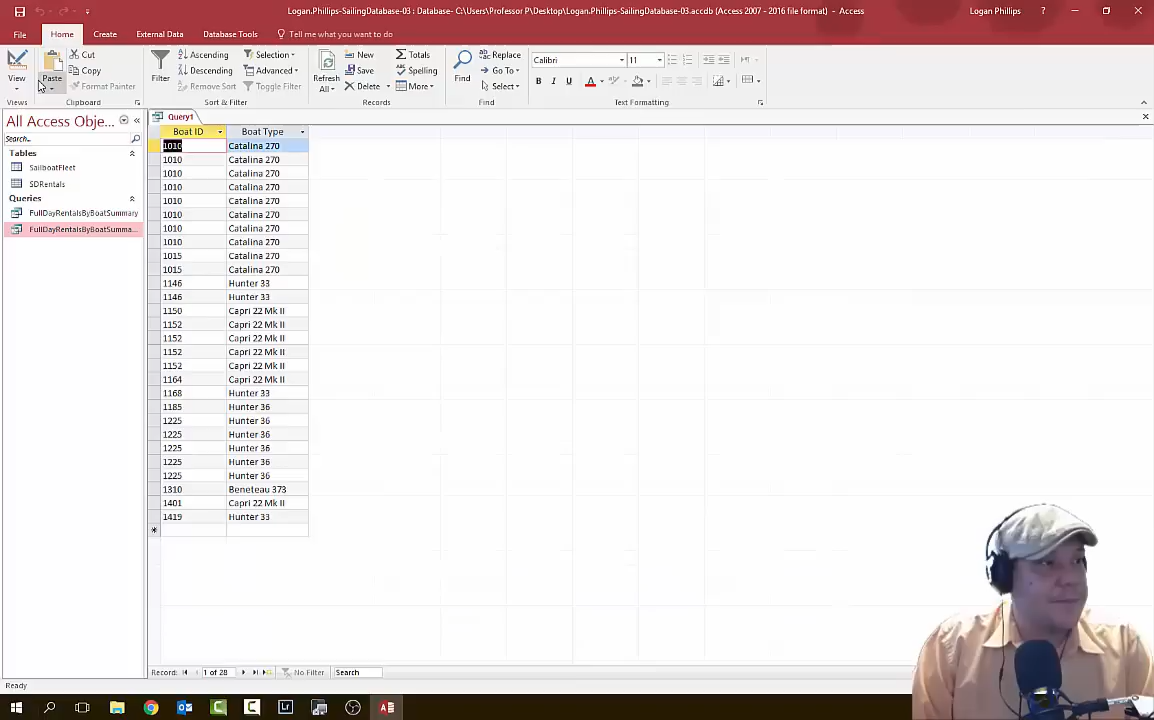 Logan.Phillips-SailingDatabase-03 : Database- C:\Users\Professor P\Desktop\Logan.Phillips-SailingDatabase-03.accdb (Access 2007 - 2016 file format) - Access
Logan Phillips
?
File
Home
Create
External Data
Database Tools
Tell me what you want to do
View
Paste
Cut
Copy
Format Painter
Filter
Ascending
Descending
Remove Sort
Selection
Advanced
Toggle Filter
Refresh
All
New
Save
Delete
Totals
Spelling
More
Find
Replace
Go To
Select
Calibri
11
B I U A
Views
Clipboard
Sort & Filter
Records
Find
Text Formatting
All Access Obje...
Search...
Tables
SailboatFleet
SDRentals
Queries
FullDayRentalsByBoatSummary
FullDayRentalsByBoatSumma...
Query1
Boat ID Boat Type
1010 Catalina 270
1010 Catalina 270
1010 Catalina 270
1010 Catalina 270
1010 Catalina 270
1010 Catalina 270
1010 Catalina 270
1010 Catalina 270
1015 Catalina 270
1015 Catalina 270
1146 Hunter 33
1146 Hunter 33
1150 Capri 22 Mk II
1152 Capri 22 Mk II
1152 Capri 22 Mk II
1152 Capri 22 Mk II
1152 Capri 22 Mk II
1164 Capri 22 Mk II
1168 Hunter 33
1185 Hunter 36
1225 Hunter 36
1225 Hunter 36
1225 Hunter 36
1225 Hunter 36
1225 Hunter 36
1310 Beneteau 373
1401 Capri 22 Mk II
1419 Hunter 33
Record: 1 of 28 No Filter Search
Ready